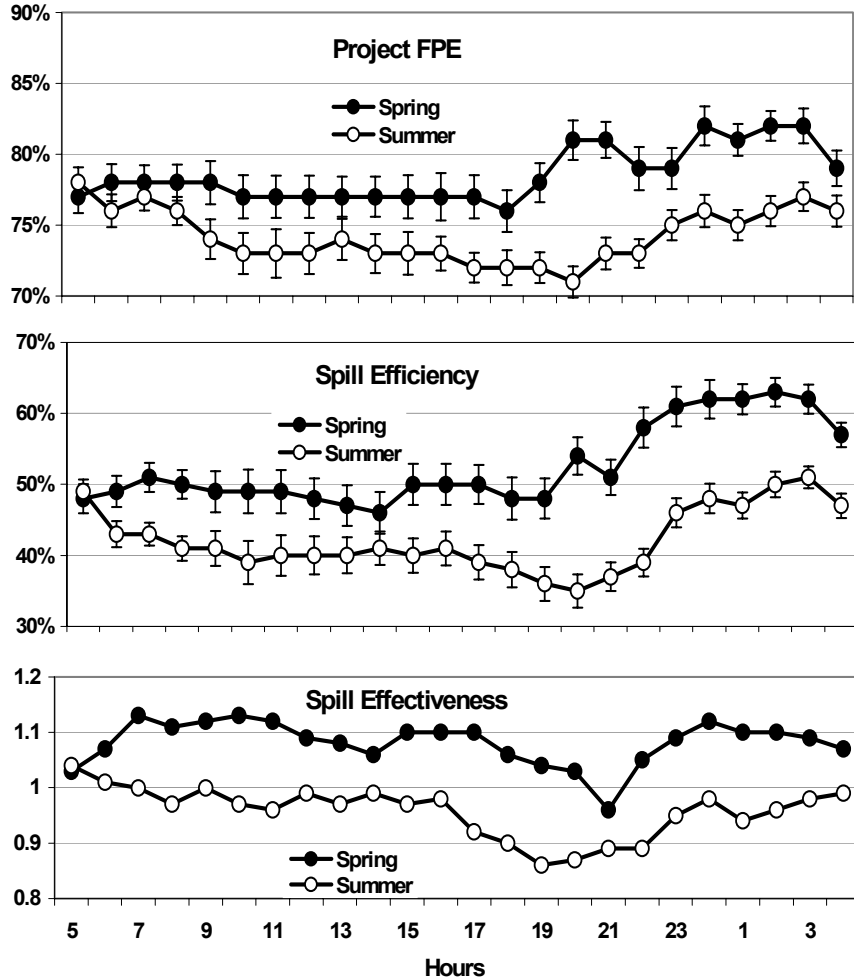 Project FPE
90%
85%
80%
75%
70%
Spring
Summer
Spill Efficiency
70%
60%
50%
40%
30%
Spring
Summer
Spill Effectiveness
1.2
1.1
1
0.9
0.8
Spring
Summer
5 7 9 11 13 15 17 19 21 23 1 3
Hours